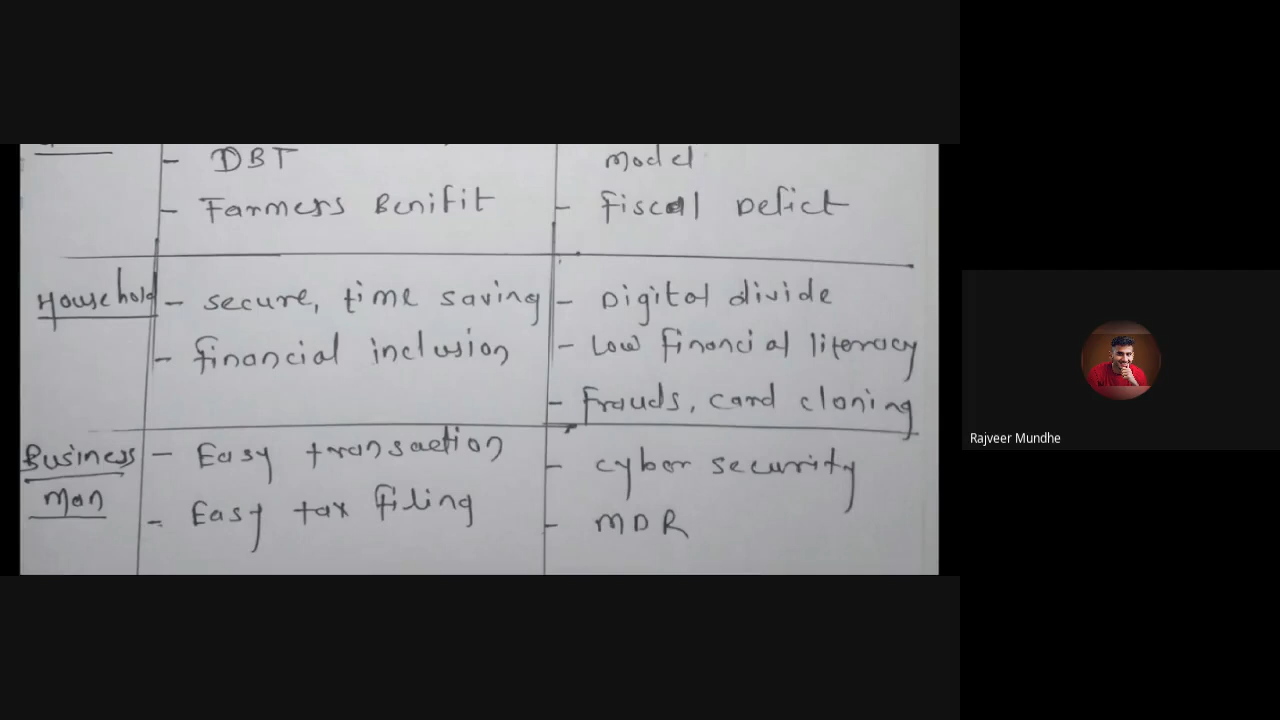 - DBT
model
- Farmers Benifit
- Fiscal Deficit
Household
- secure, time saving
- Digital divide
- financial inclusion
- Low financial literacy
- Frauds, card cloning
Business
Man
- Easy transaction
- cyber security
- Easy tax filing
- MDR
Rajveer Mundhe